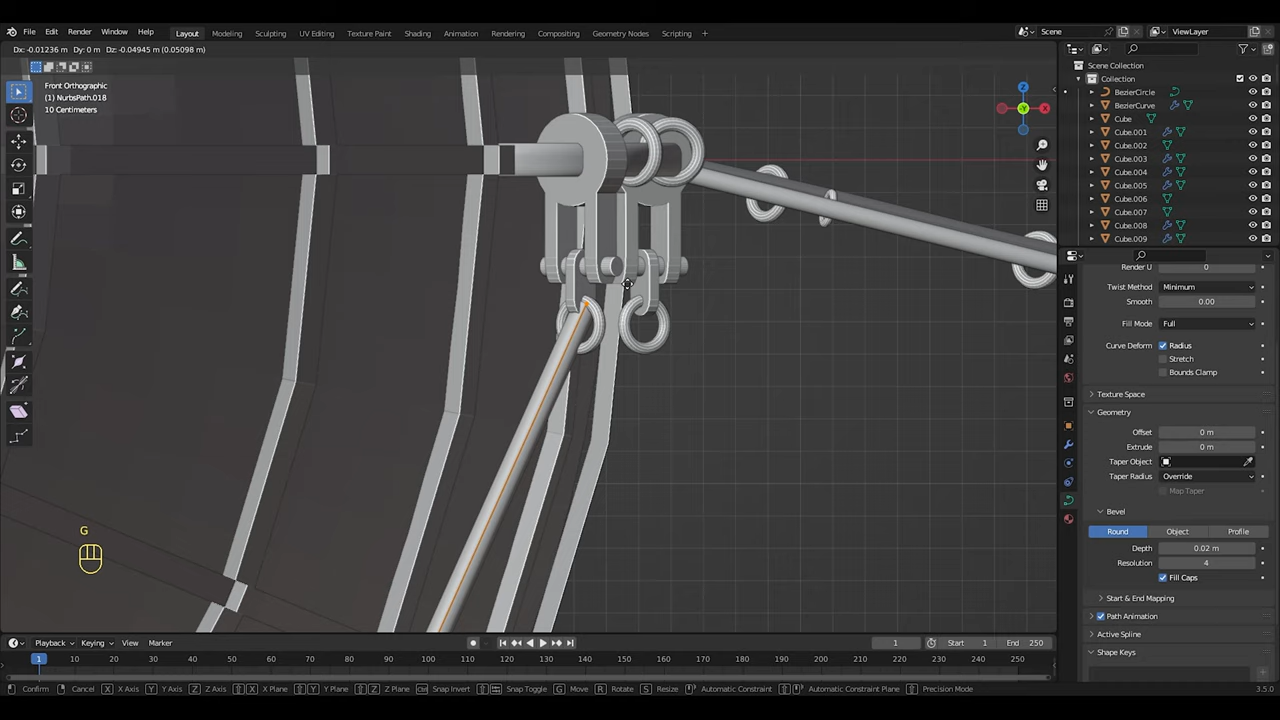 File Edit Render Window Help
Layout Modeling Sculpting UV Editing Texture Paint Shading Animation Rendering Compositing Geometry Nodes Scripting +
Scene
ViewLayer
Dx: -0.01236 m Dy: 0 m Dz: -0.04945 m (0.05098 m)
Front Orthographic
(1) NurbsPath.018
10 Centimeters
Z
X
Y
Scene Collection
Collection
BezierCircle
BezierCurve
Cube
Cube.001
Cube.002
Cube.003
Cube.004
Cube.005
Cube.006
Cube.007
Cube.008
Cube.009
Render U 0
Twist Method Minimum
Smooth 0.00
Fill Mode Full
Curve Deform Radius
Stretch
Bounds Clamp
Texture Space
Geometry
Offset 0 m
Extrude 0 m
Taper Object
Taper Radius Override
Map Taper
Bevel
Round Object Profile
Depth 0.02 m
Resolution 4
Fill Caps
Start & End Mapping
Path Animation
Active Spline
Shape Keys
G
Playback Keying View Marker
1 Start 1 End 250
1 10 20 30 40 50 60 70 80 90 100 110 120 130 140 150 160 170 180 190 200 210 220 230 240 250
Confirm Cancel X X Axis Y Y Axis Z Z Axis X X Plane Y Y Plane Z Z Plane Snap Invert Snap Toggle G Move R Rotate S Resize Automatic Constraint Automatic Constraint Plane Precision Mode
3.5.0